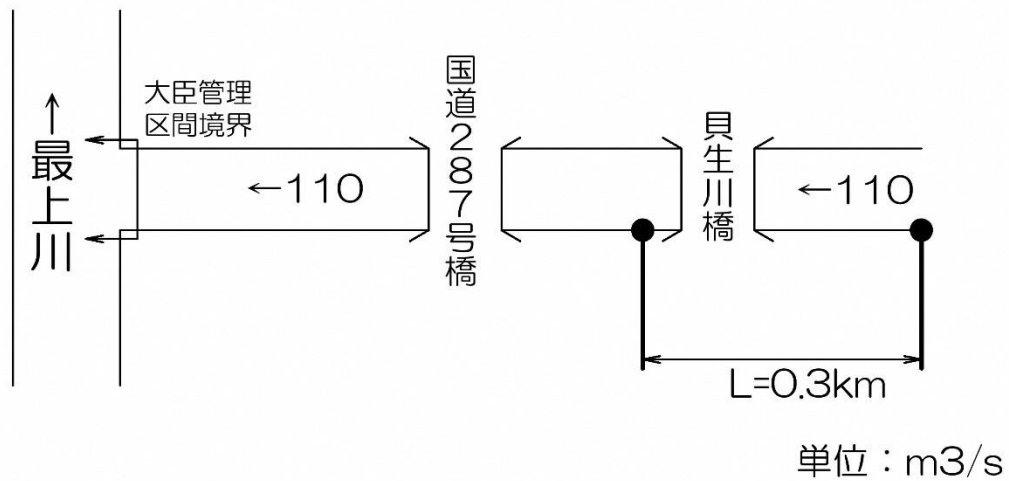 ↑最上川
大臣管理
区間境界
←110
国道287号橋
貝生川橋
←110
L=0.3km
単位：m3/s